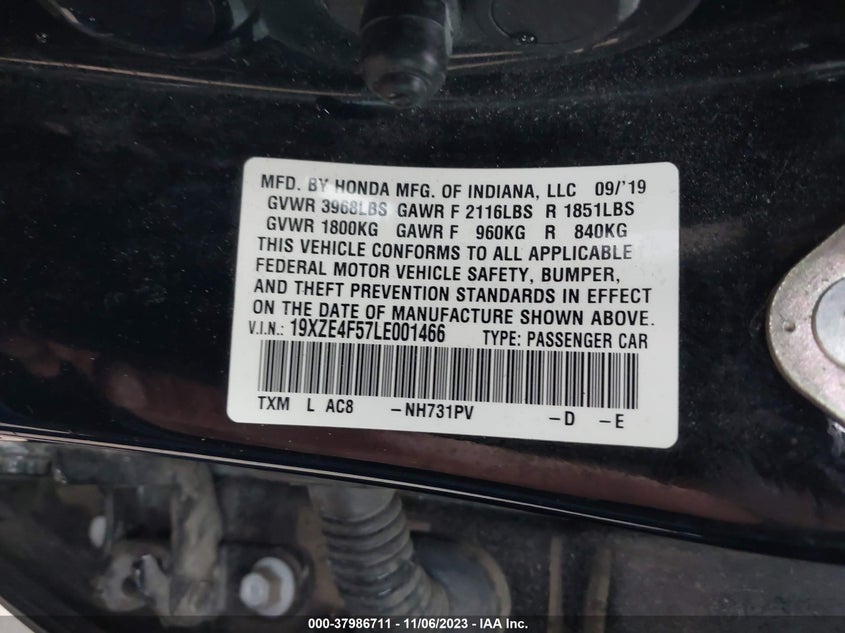 MFD. BY HONDA MFG. OF INDIANA, LLC 09/'19
GVWR 3968LBS GAWR F 2116LBS R 1851LBS
GVWR 1800KG GAWR F 960KG R 840KG
THIS VEHICLE CONFORMS TO ALL APPLICABLE
FEDERAL MOTOR VEHICLE SAFETY, BUMPER,
AND THEFT PREVENTION STANDARDS IN EFFECT
ON THE DATE OF MANUFACTURE SHOWN ABOVE.
V.I.N.: 19XZE4F57LE001466 TYPE: PASSENGER CAR
TXM L AC8 -NH731PV -D -E
000-37986711 - 11/06/2023 - IAA Inc.